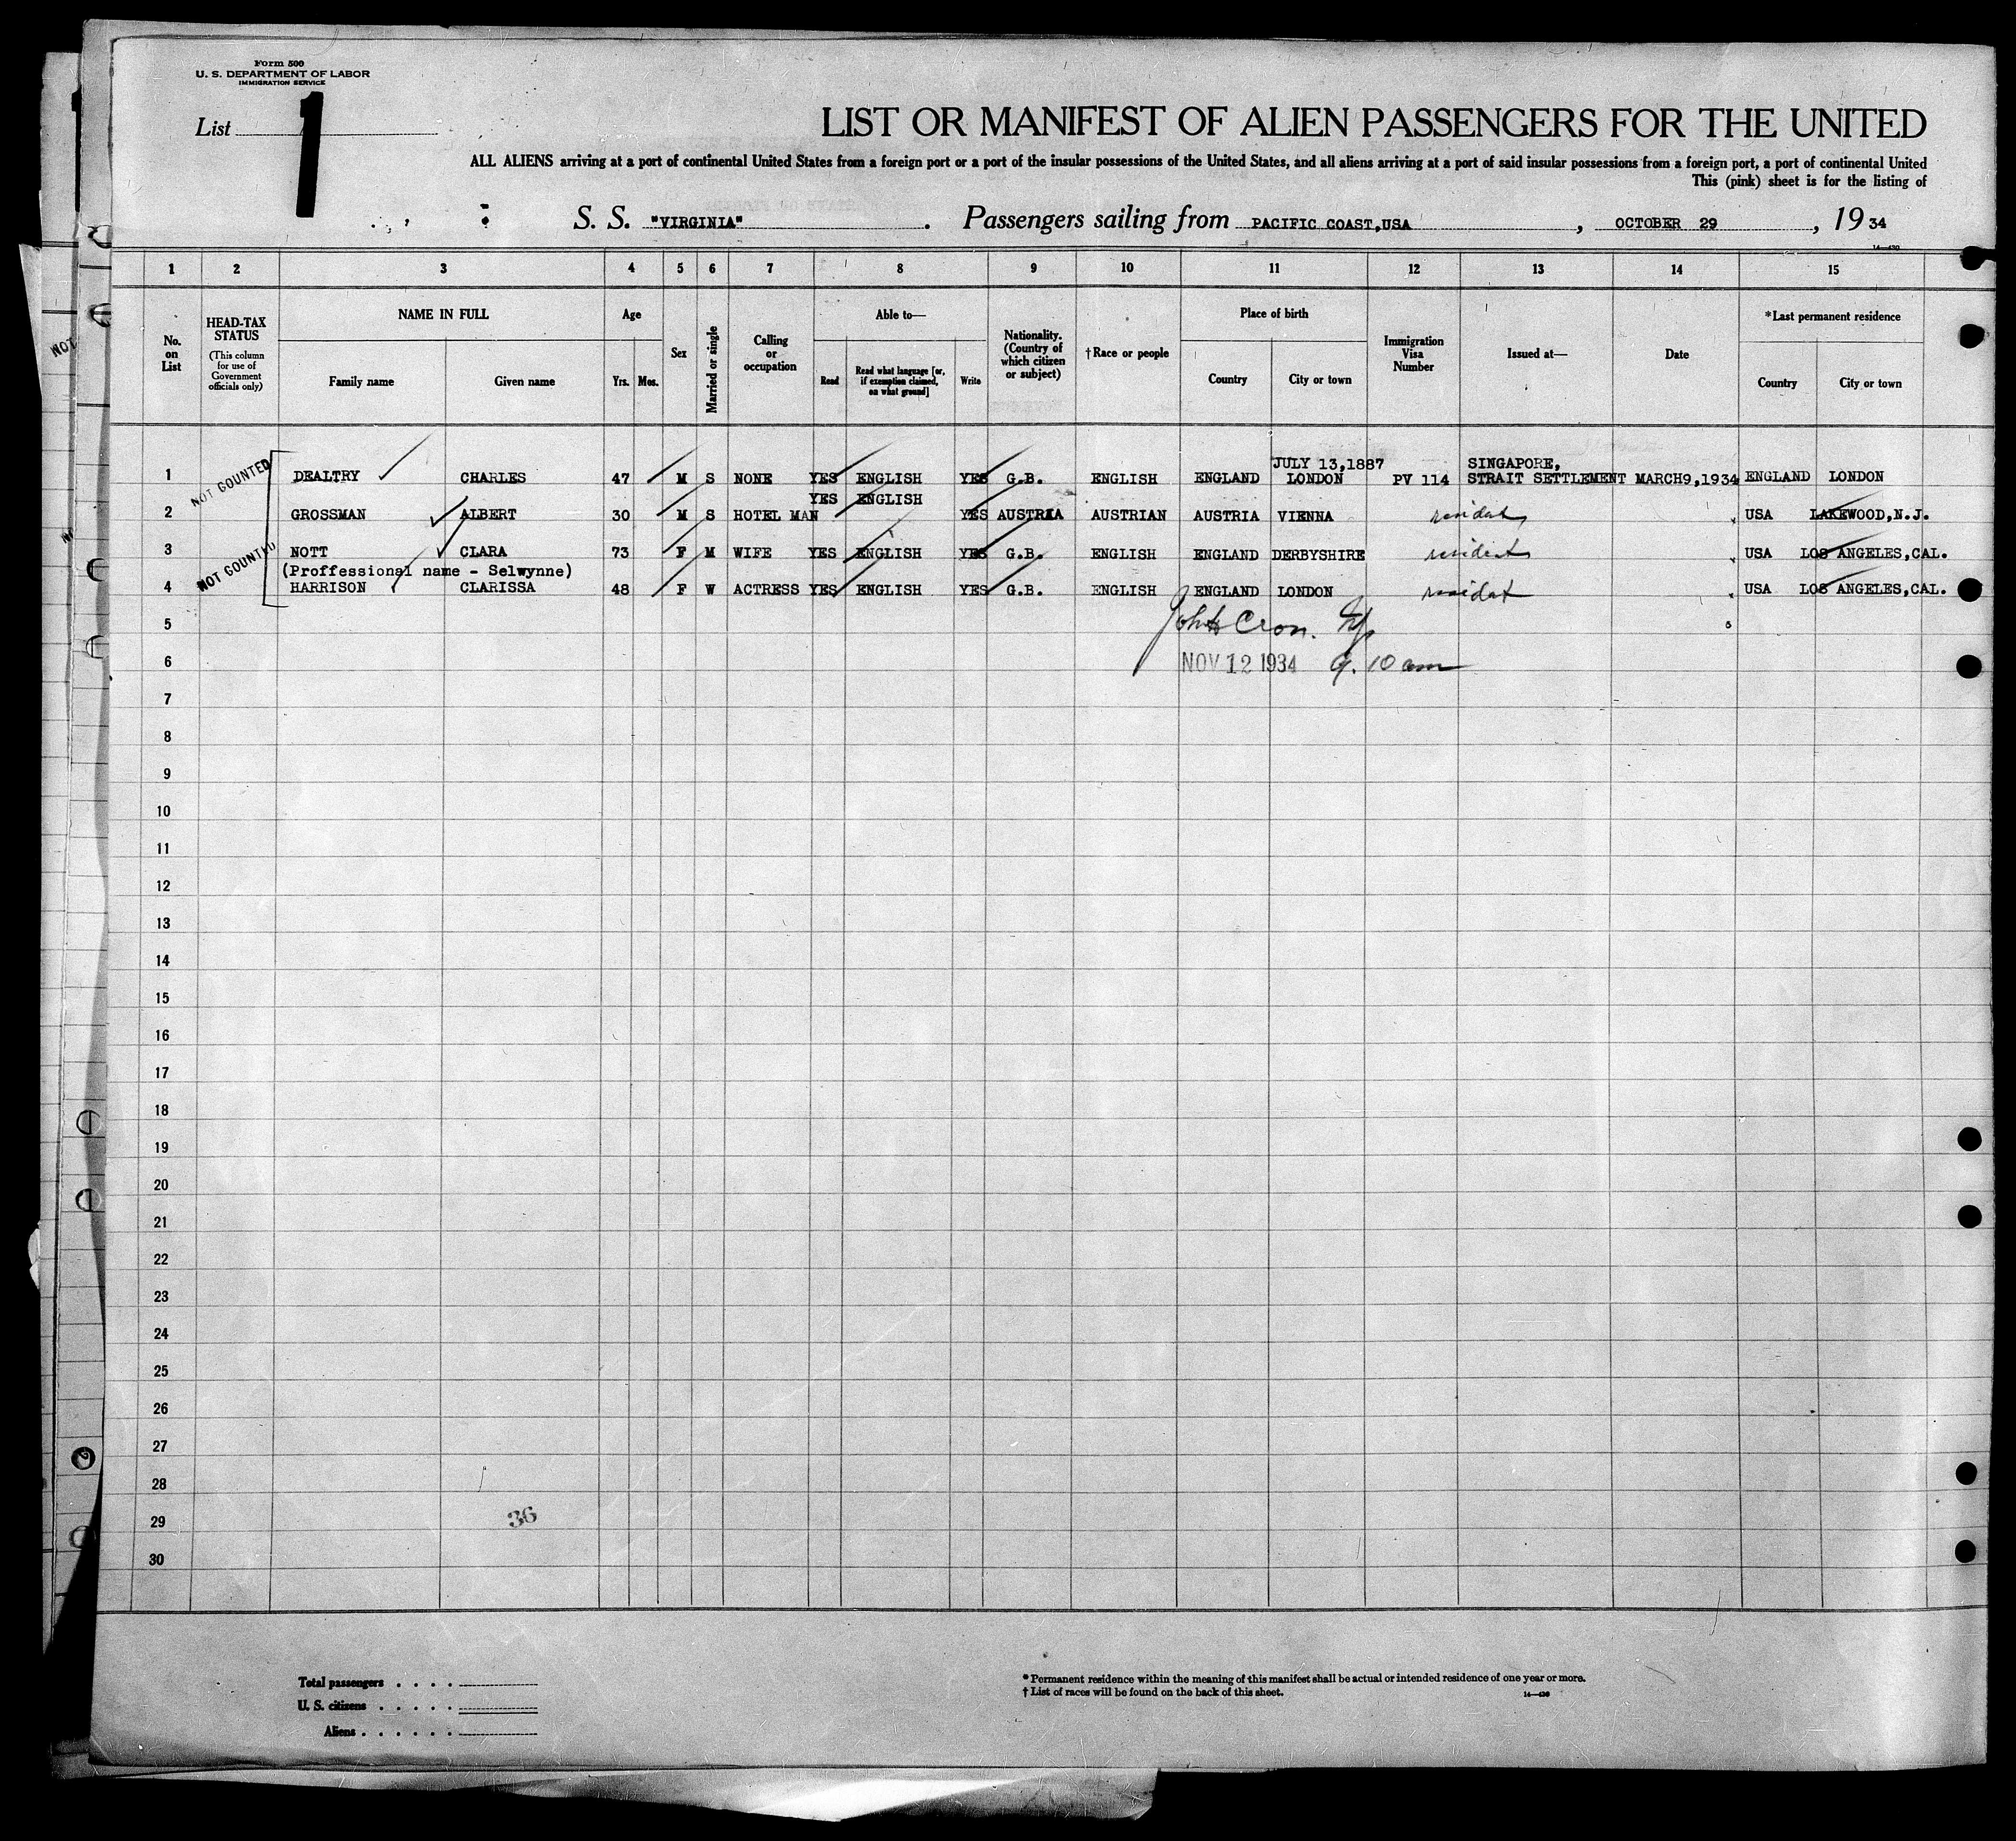 Form 500
U. S. DEPARTMENT OF LABOR
IMMIGRATION SERVICE
List 1
LIST OR MANIFEST OF ALIEN PASSENGERS FOR THE UNITED
ALL ALIENS arriving at a port of continental United States from a foreign port or a port of the insular possessions of the United States, and all aliens arriving at a port of said insular possessions from a foreign port, a port of continental United
This (pink) sheet is for the listing of
S. S. "VIRGINIA" . Passengers sailing from PACIFIC COAST,USA , OCTOBER 29 , 19 34
1 2 3 4 5 6 7 8 9 10 11 12 13 14 15
No. on List
HEAD-TAX STATUS (This column for use of Government officials only)
NAME IN FULL
Family name Given name
Age
Yrs. Mos.
Sex
Married or single
Calling or occupation
Able to—
Read
Read what language [or, if exemption claimed, on what ground]
Write
Nationality. (Country of which citizen or subject)
†Race or people
Place of birth
Country City or town
Immigration Visa Number
Issued at—
Date
*Last permanent residence
Country City or town
NOT COUNTED
JULY 13,1887 SINGAPORE,
1 DEALTRY CHARLES 47 M S NONE YES ENGLISH YES G.B. ENGLISH ENGLAND LONDON PV 114 STRAIT SETTLEMENT MARCH9,1934 ENGLAND LONDON
YES ENGLISH
2 GROSSMAN ALBERT 30 M S HOTEL MAN YES AUSTRIA AUSTRIAN AUSTRIA VIENNA resident USA LAKEWOOD,N.J.
NOT COUNTED
3 NOTT CLARA 73 F M WIFE YES ENGLISH YES G.B. ENGLISH ENGLAND DERBYSHIRE resident USA LOS ANGELES,CAL.
(Proffessional name - Selwynne)
4 HARRISON CLARISSA 48 F W ACTRESS YES ENGLISH YES G.B. ENGLISH ENGLAND LONDON resident USA LOS ANGELES,CAL.
5
6 NOV 12 1934 9.10 am
7
8
9
10
11
12
13
14
15
16
17
18
19
20
21
22
23
24
25
26
27
28
29
36
30
Total passengers . . . .
U. S. citizens . . . . .
Aliens . . . . . .
* Permanent residence within the meaning of this manifest shall be actual or intended residence of one year or more.
† List of races will be found on the back of this sheet.